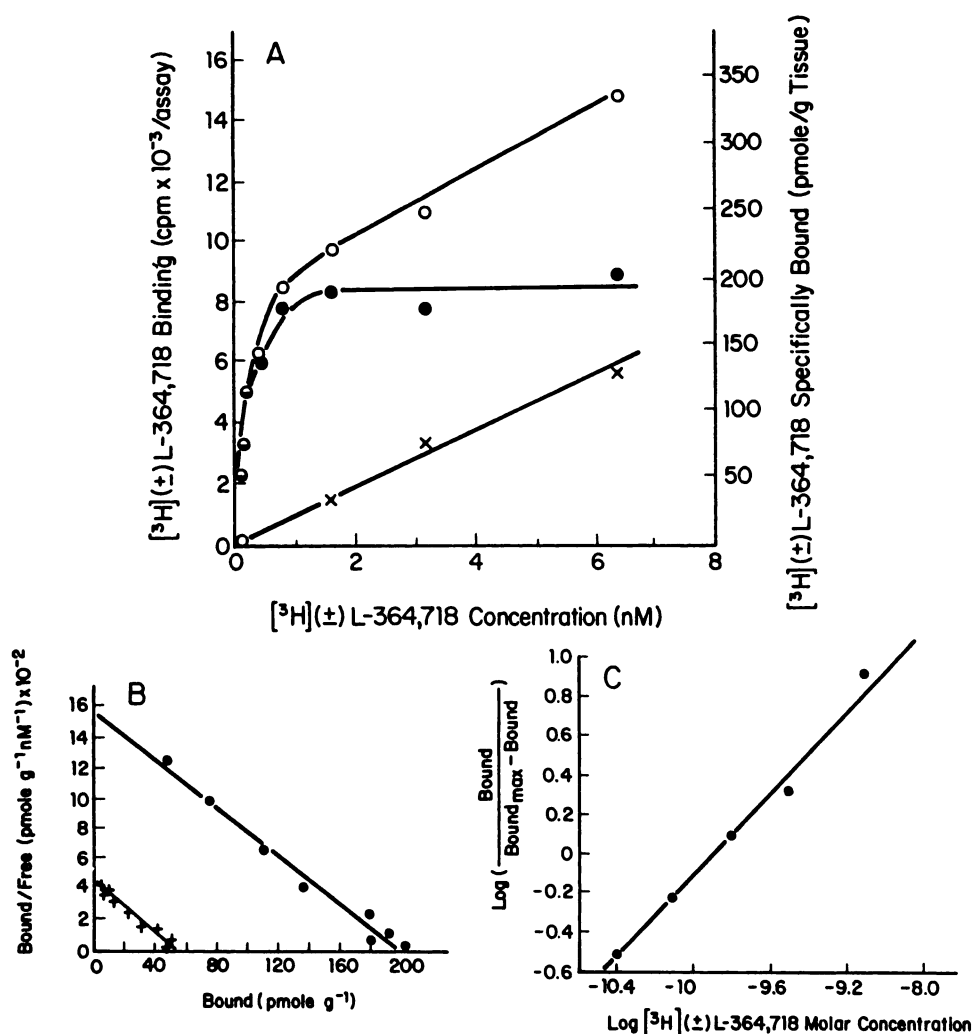 A
[³H](±) L-364,718 Binding (cpm x 10⁻³/assay)
16
14
12
10
8
6
4
2
0
[³H](±)L-364,718 Specifically Bound (pmole/g Tissue)
350
300
250
200
150
100
50
0 2 4 6 8
[³H](±) L-364,718 Concentration (nM)
B
Bound/Free (pmole g⁻¹nM⁻¹) x 10⁻²
16
14
12
10
8
6
4
2
0
0 40 80 120 160 200
Bound (pmole g⁻¹)
C
Log ( Bound / Bound max - Bound )
1.0
0.8
0.6
0.4
0.2
0
-0.2
-0.4
-0.6
-10.4 -10.0 -9.6 -9.2 -8.0
Log [³H](±)L-364,718 Molar Concentration